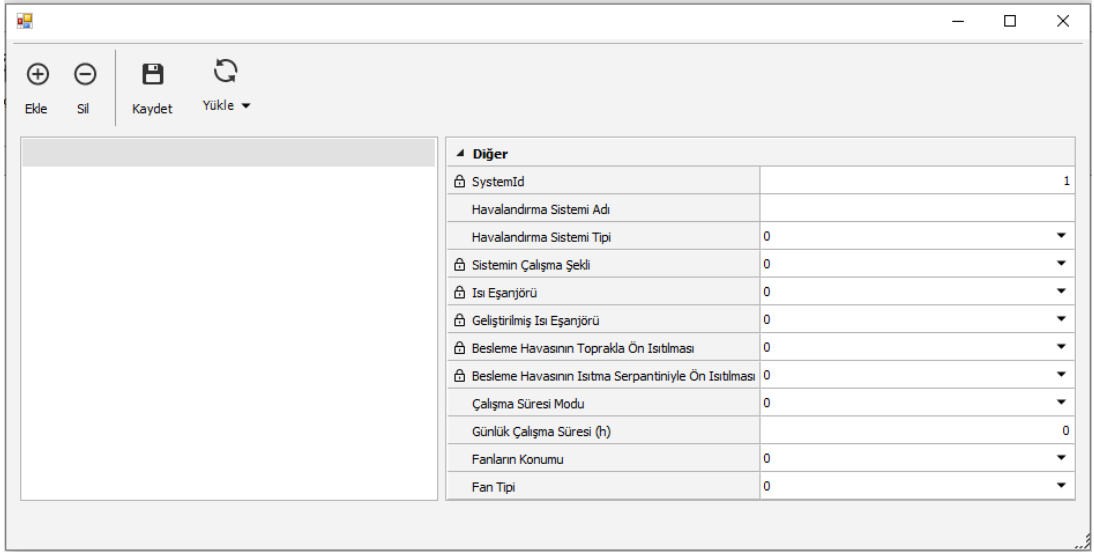 Ekle
Sil
Kaydet
Yükle
Diğer
SystemId 1
Havalandırma Sistemi Adı
Havalandırma Sistemi Tipi 0
Sistemin Çalışma Şekli 0
Isı Eşanjörü 0
Geliştirilmiş Isı Eşanjörü 0
Besleme Havasının Toprakla Ön Isıtılması 0
Besleme Havasının Isıtma Serpantiniyle Ön Isıtılması 0
Çalışma Süresi Modu 0
Günlük Çalışma Süresi (h) 0
Fanların Konumu 0
Fan Tipi 0